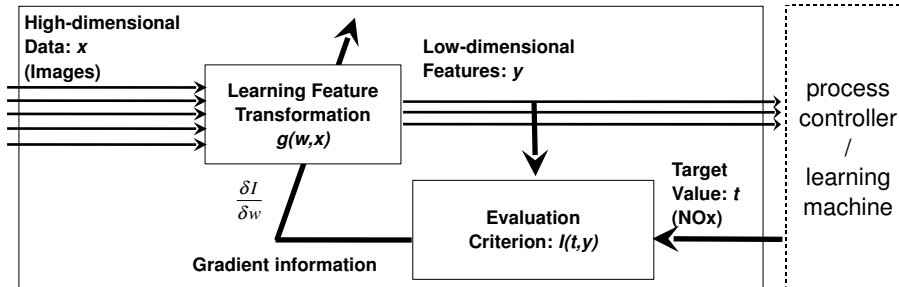 High-dimensional
Data: x
(Images)
Learning Feature
Transformation
g(w,x)
Low-dimensional
Features: y
process
controller
/
learning
machine
Target
Value: t
(NOx)
δI
δw
Evaluation
Criterion: I(t,y)
Gradient information